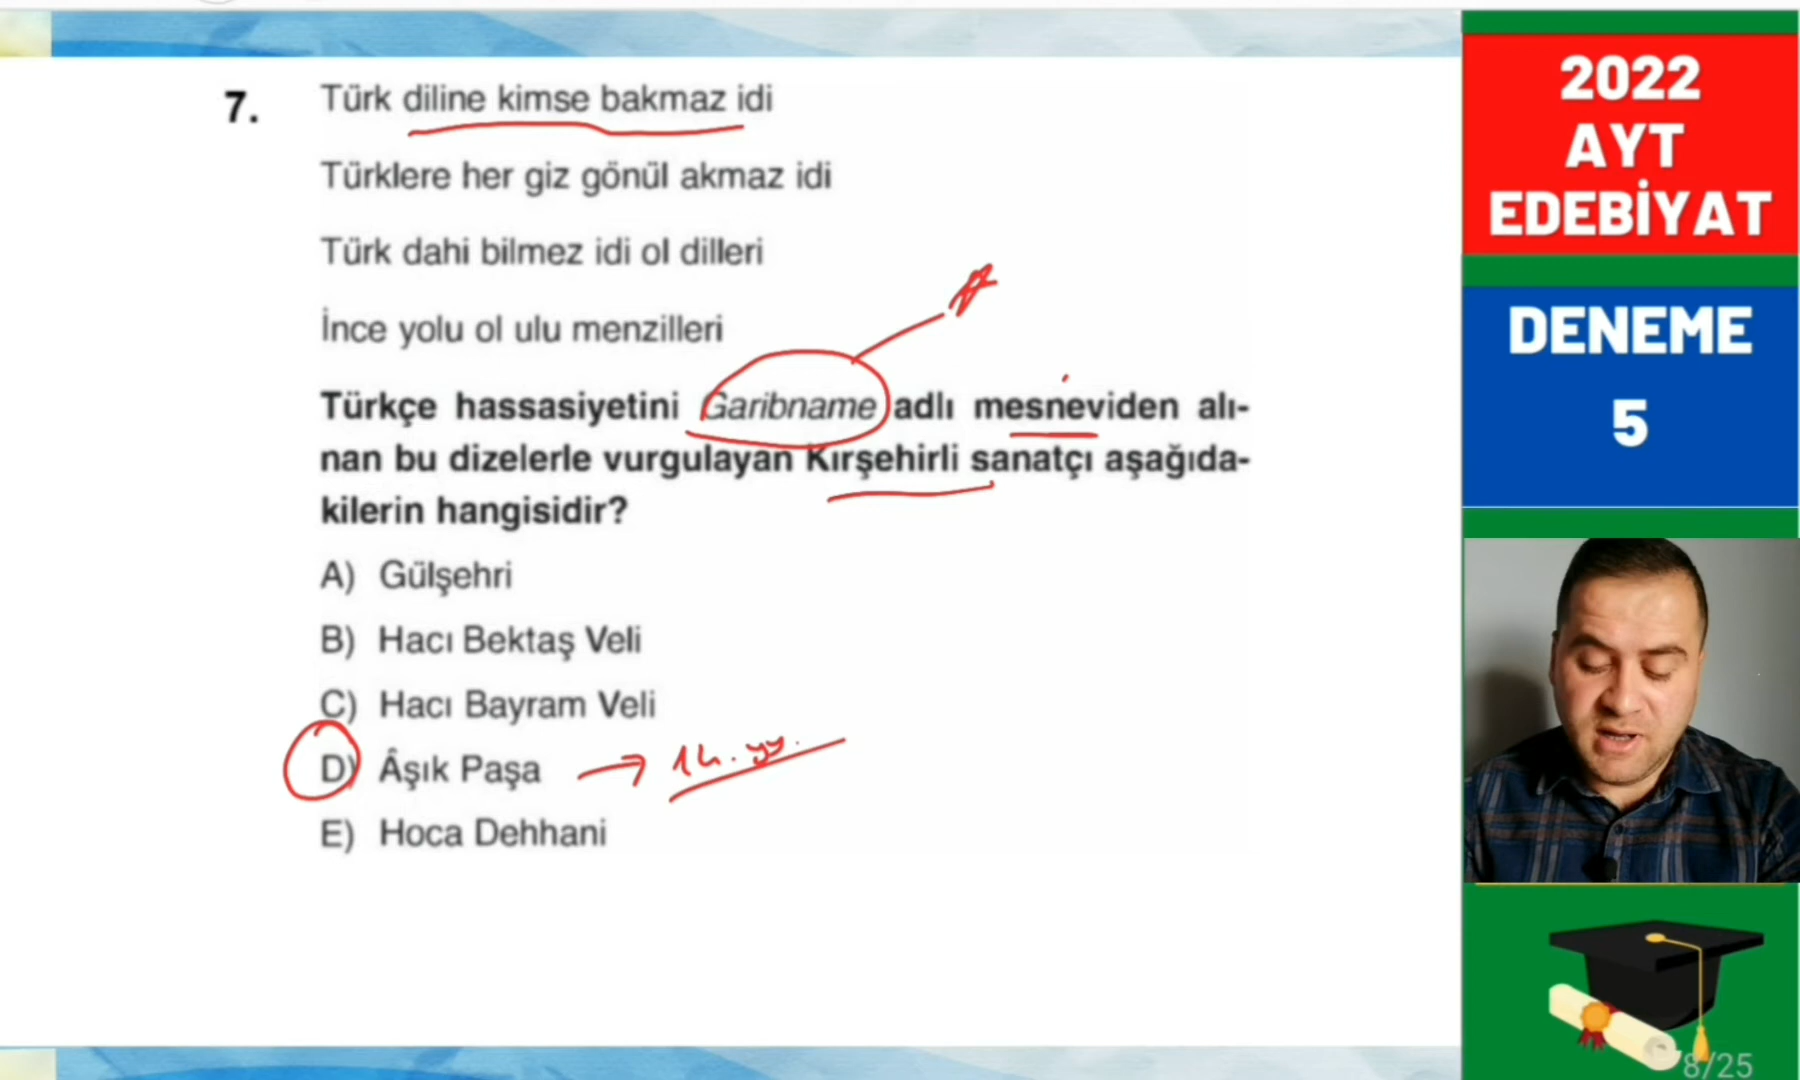 7. Türk diline kimse bakmaz idi
Türklere her giz gönül akmaz idi
Türk dahi bilmez idi ol dilleri
İnce yolu ol ulu menzilleri
Türkçe hassasiyetini Garibname adlı mesneviden alı-
nan bu dizelerle vurgulayan Kırşehirli sanatçı aşağıda-
kilerin hangisidir?
A) Gülşehri
B) Hacı Bektaş Veli
C) Hacı Bayram Veli
D) Âşık Paşa → 14. yy.
E) Hoca Dehhani
2022
AYT
EDEBİYAT
DENEME
5
8/25